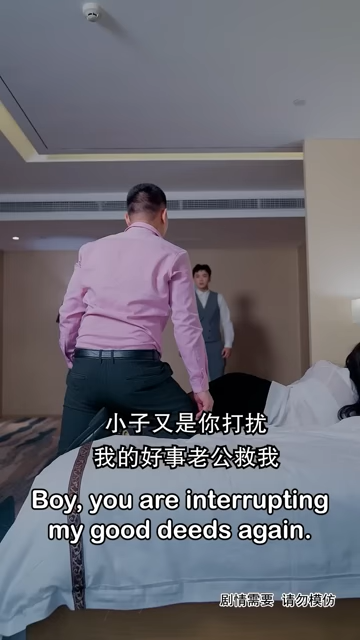 小子又是你打扰
我的好事老公救我
Boy, you are interrupting
my good deeds again.
剧情需要 请勿模仿